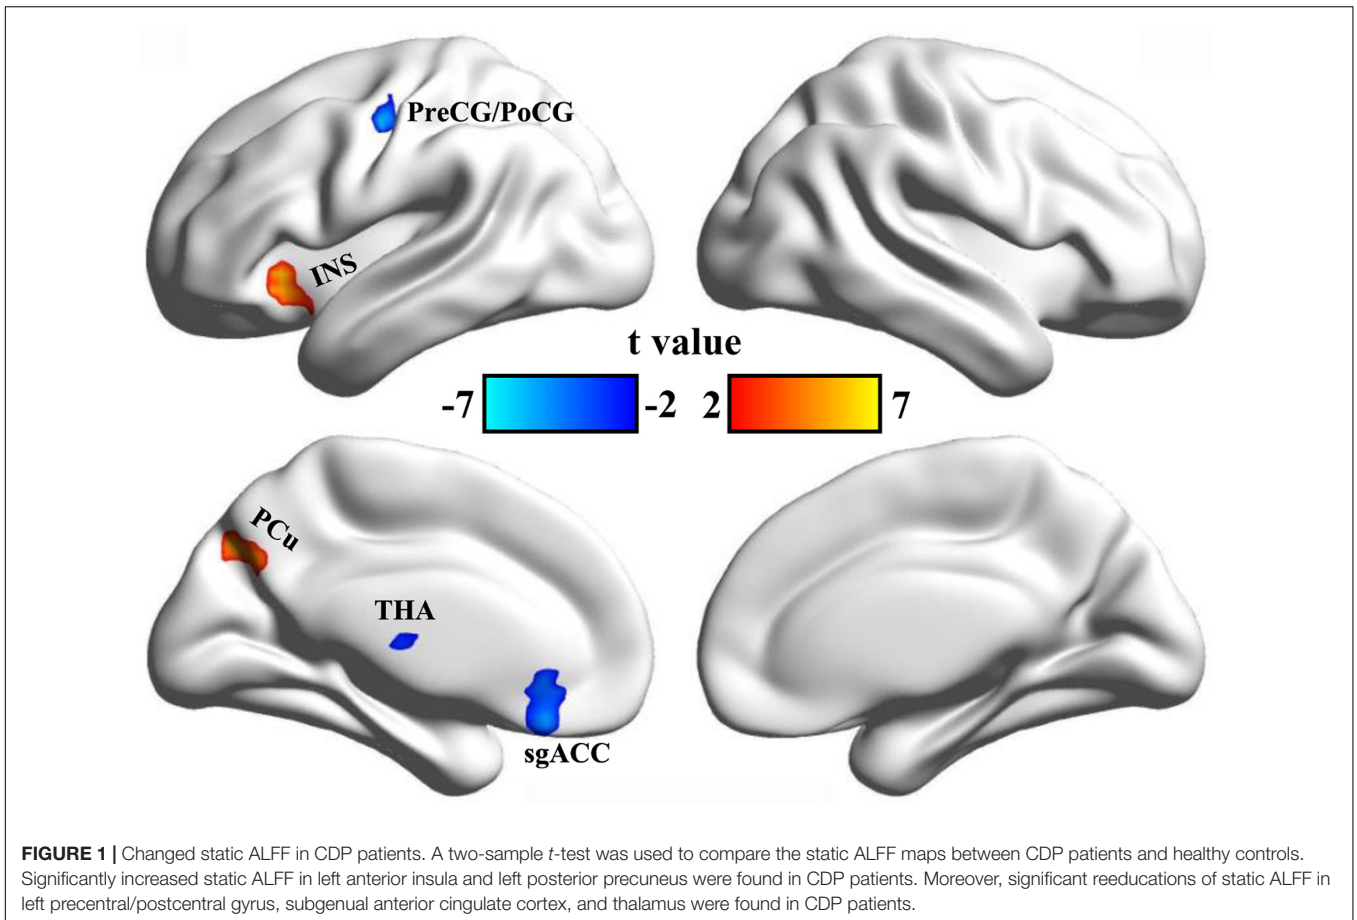 PreCG/PoCG
INS
t value
-7 -2 2 7
PCu
THA
sgACC
FIGURE 1 | Changed static ALFF in CDP patients. A two-sample t-test was used to compare the static ALFF maps between CDP patients and healthy controls.
Significantly increased static ALFF in left anterior insula and left posterior precuneus were found in CDP patients. Moreover, significant reeducations of static ALFF in
left precentral/postcentral gyrus, subgenual anterior cingulate cortex, and thalamus were found in CDP patients.